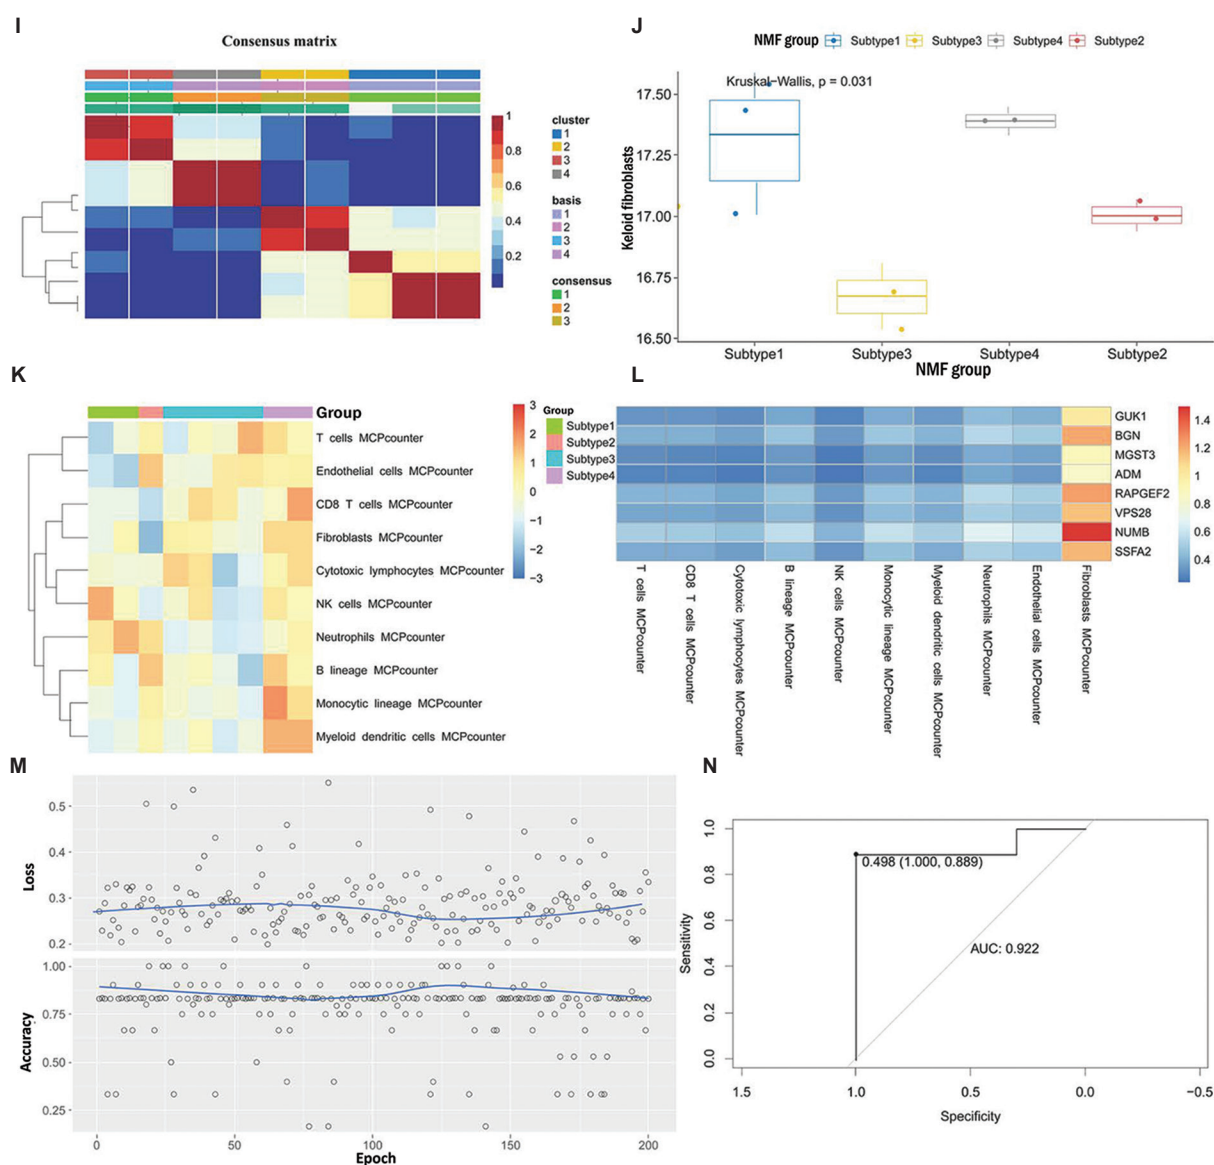 I
Consensus matrix
1
0.8
0.6
0.4
0.2
cluster
1
2
3
4
basis
1
2
3
4
consensus
1
2
3
J
NMF group Subtype1 Subtype3 Subtype4 Subtype2
Kruskal-Wallis, p = 0.031
Keloid fibroblasts
17.50
17.25
17.00
16.75
16.50
Subtype1 Subtype3 Subtype4 Subtype2
NMF group
K
Group
T cells MCPcounter
Endothelial cells MCPcounter
CD8 T cells MCPcounter
Fibroblasts MCPcounter
Cytotoxic lymphocytes MCPcounter
NK cells MCPcounter
Neutrophils MCPcounter
B lineage MCPcounter
Monocytic lineage MCPcounter
Myeloid dendritic cells MCPcounter
3
2
1
0
−1
−2
−3
Group
Subtype1
Subtype2
Subtype3
Subtype4
L
GUK1
BGN
MGST3
ADM
RAPGEF2
VPS28
NUMB
SSFA2
1.4
1.2
1
0.8
0.6
0.4
T cells MCPcounter
CD8 T cells MCPcounter
Cytotoxic lymphocytes MCPcounter
B lineage MCPcounter
NK cells MCPcounter
Monocytic lineage MCPcounter
Myeloid dendritic cells MCPcounter
Neutrophils MCPcounter
Endothelial cells MCPcounter
Fibroblasts MCPcounter
M
Loss
0.5
0.4
0.3
0.2
Accuracy
1.00
0.75
0.50
0.25
0 50 100 150 200
Epoch
N
Sensitivity
1.0
0.8
0.6
0.4
0.2
0.0
0.498 (1.000, 0.889)
AUC: 0.922
1.5 1.0 0.5 0.0 −0.5
Specificity